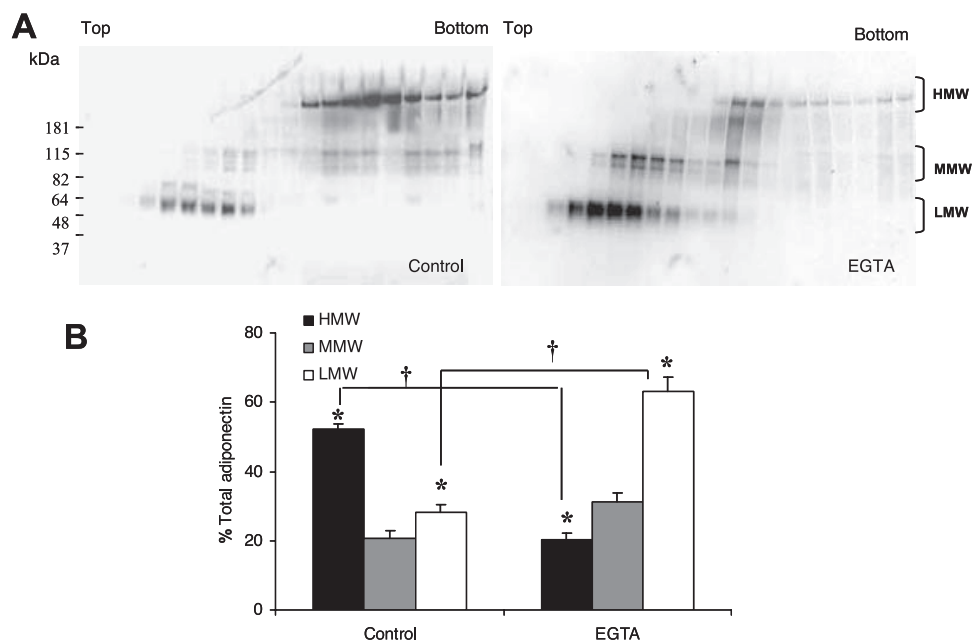 A
Top
Bottom
Top
Bottom
kDa
181
115
82
64
48
37
HMW
MMW
LMW
Control
EGTA
B
80
60
40
20
0
% Total adiponectin
HMW
MMW
LMW
†
†
*
*
*
*
Control
EGTA